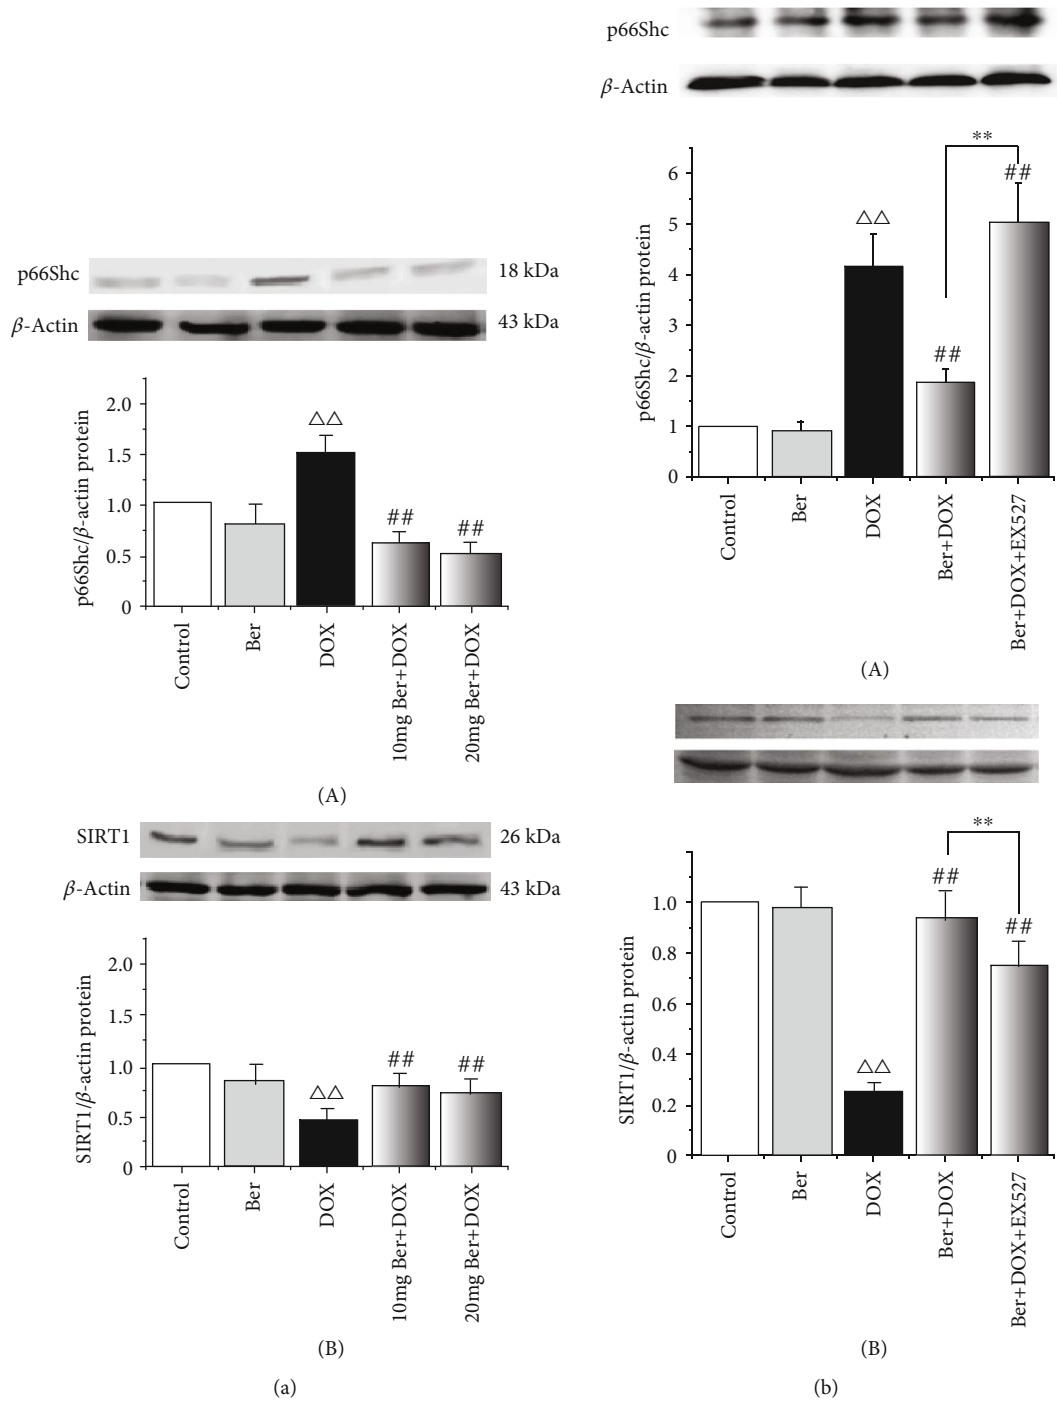 p66Shc
18 kDa
β-Actin
43 kDa
△△
##
##
2.0
1.5
1.0
0.5
0
p66Shc/β-actin protein
Control
Ber
DOX
10mg Ber+DOX
20mg Ber+DOX
(A)
SIRT1
26 kDa
β-Actin
43 kDa
△△
##
##
2.0
1.5
1.0
0.5
0
SIRT1/β-actin protein
Control
Ber
DOX
10mg Ber+DOX
20mg Ber+DOX
(B)
(a)
p66Shc
β-Actin
**
##
△△
##
6
5
4
3
2
1
0
p66Shc/β-actin protein
Control
Ber
DOX
Ber+DOX
Ber+DOX+EX527
(A)
**
##
##
△△
1.0
0.8
0.6
0.4
0.2
0
SIRT1/β-actin protein
Control
Ber
DOX
Ber+DOX
Ber+DOX+EX527
(B)
(b)